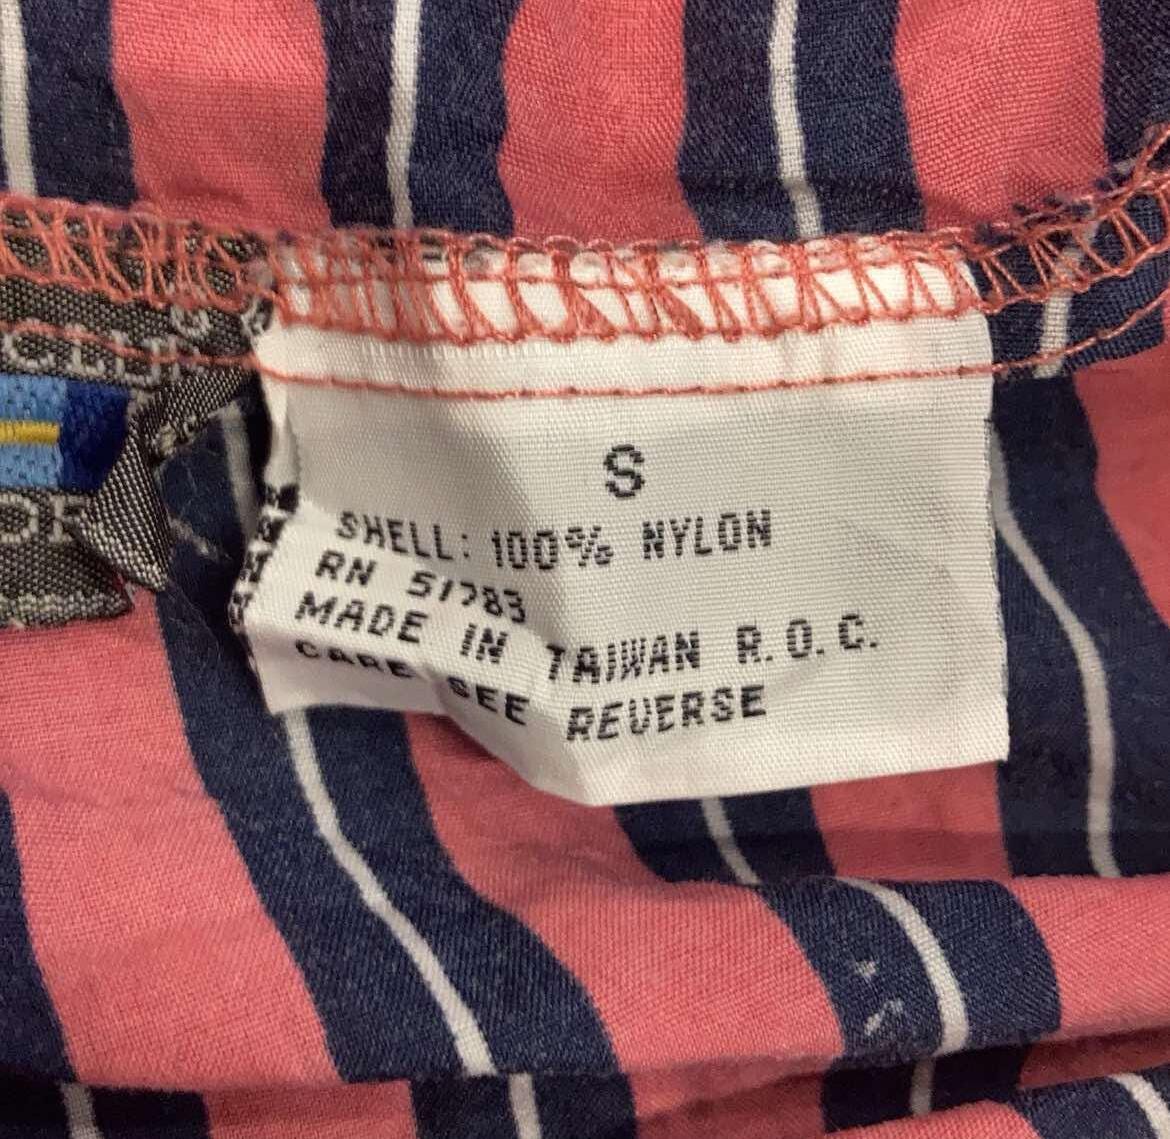 S
SHELL: 100% NYLON
RN 51783
MADE IN TAIWAN R.O.C.
CARE SEE REVERSE